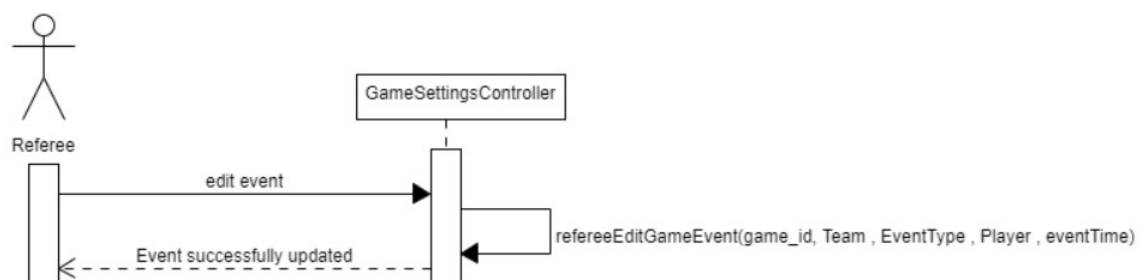 GameSettingsController
Referee
edit event
refereeEditGameEvent(game_id, Team , EventType , Player , eventTime)
Event successfully updated